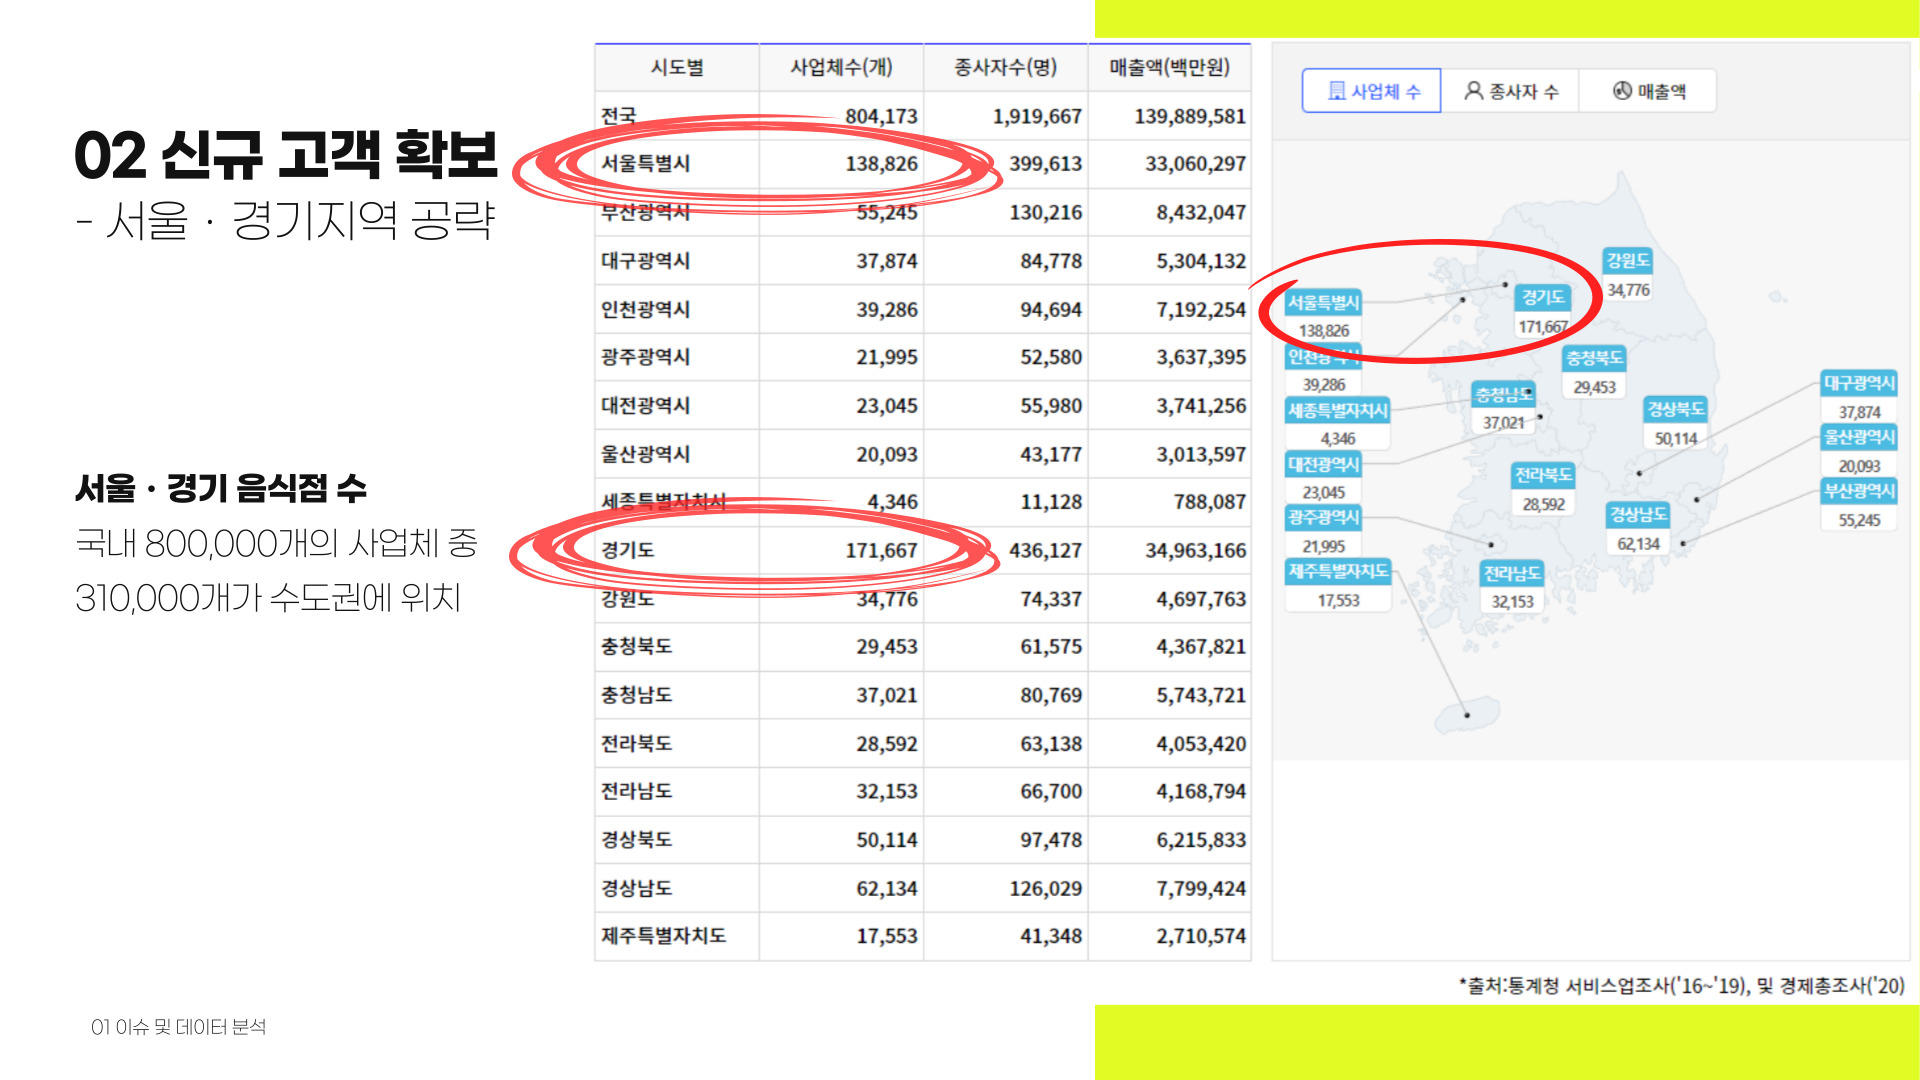 02 신규 고객 확보
- 서울 · 경기지역 공략
서울 · 경기 음식점 수
국내 800,000개의 사업체 중
310,000개가 수도권에 위치
01 이슈 및 데이터 분석
시도별 사업체수(개) 종사자수(명) 매출액(백만원)
전국 804,173 1,919,667 139,889,581
서울특별시 138,826 399,613 33,060,297
부산광역시 55,245 130,216 8,432,047
대구광역시 37,874 84,778 5,304,132
인천광역시 39,286 94,694 7,192,254
광주광역시 21,995 52,580 3,637,395
대전광역시 23,045 55,980 3,741,256
울산광역시 20,093 43,177 3,013,597
세종특별자치시 4,346 11,128 788,087
경기도 171,667 436,127 34,963,166
강원도 34,776 74,337 4,697,763
충청북도 29,453 61,575 4,367,821
충청남도 37,021 80,769 5,743,721
전라북도 28,592 63,138 4,053,420
전라남도 32,153 66,700 4,168,794
경상북도 50,114 97,478 6,215,833
경상남도 62,134 126,029 7,799,424
제주특별자치도 17,553 41,348 2,710,574
사업체 수 종사자 수 매출액
강원도
34,776
서울특별시
138,826
경기도
171,667
인천광역시
39,286
충청북도
29,453
세종특별자치시
4,346
충청남도
37,021
경상북도
50,114
대구광역시
37,874
울산광역시
20,093
대전광역시
23,045
전라북도
28,592
부산광역시
55,245
광주광역시
21,995
경상남도
62,134
제주특별자치도
17,553
전라남도
32,153
*출처:통계청 서비스업조사('16~'19), 및 경제총조사('20)